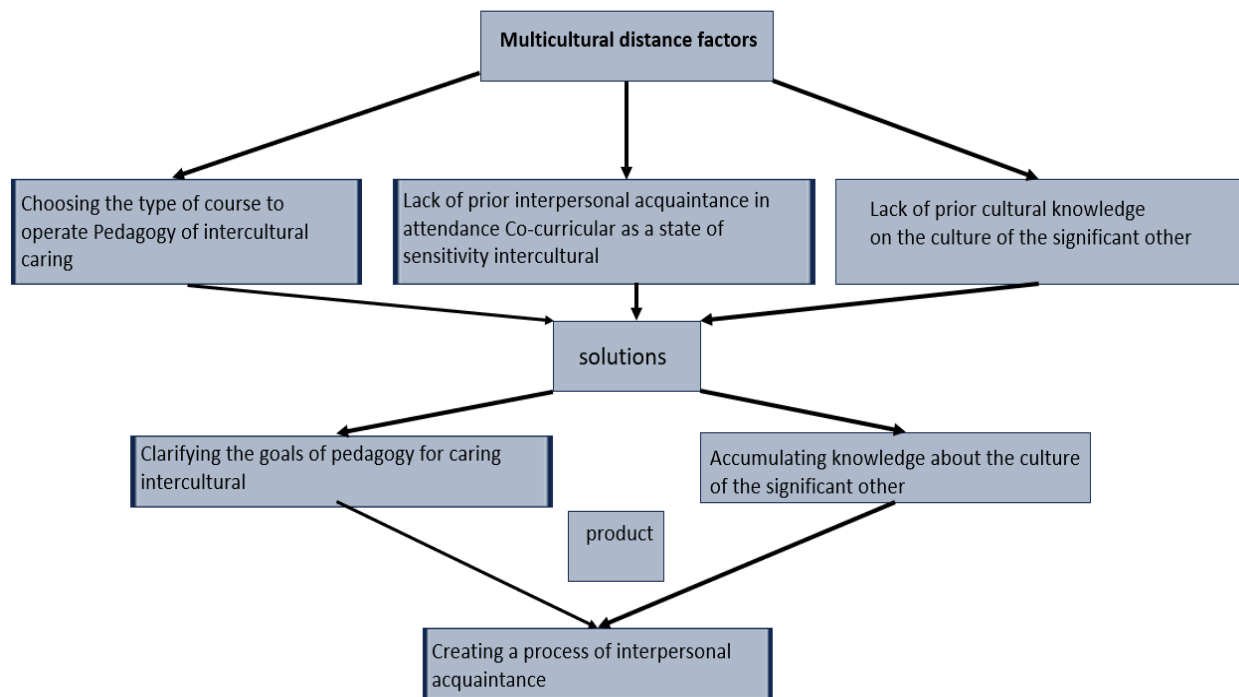 Multicultural distance factors
Choosing the type of course to
operate Pedagogy of intercultural
caring
Lack of prior interpersonal acquaintance in
attendance Co-curricular as a state of
sensitivity intercultural
Lack of prior cultural knowledge
on the culture of the significant other
solutions
Clarifying the goals of pedagogy for caring
intercultural
Accumulating knowledge about the culture
of the significant other
product
Creating a process of interpersonal
acquaintance